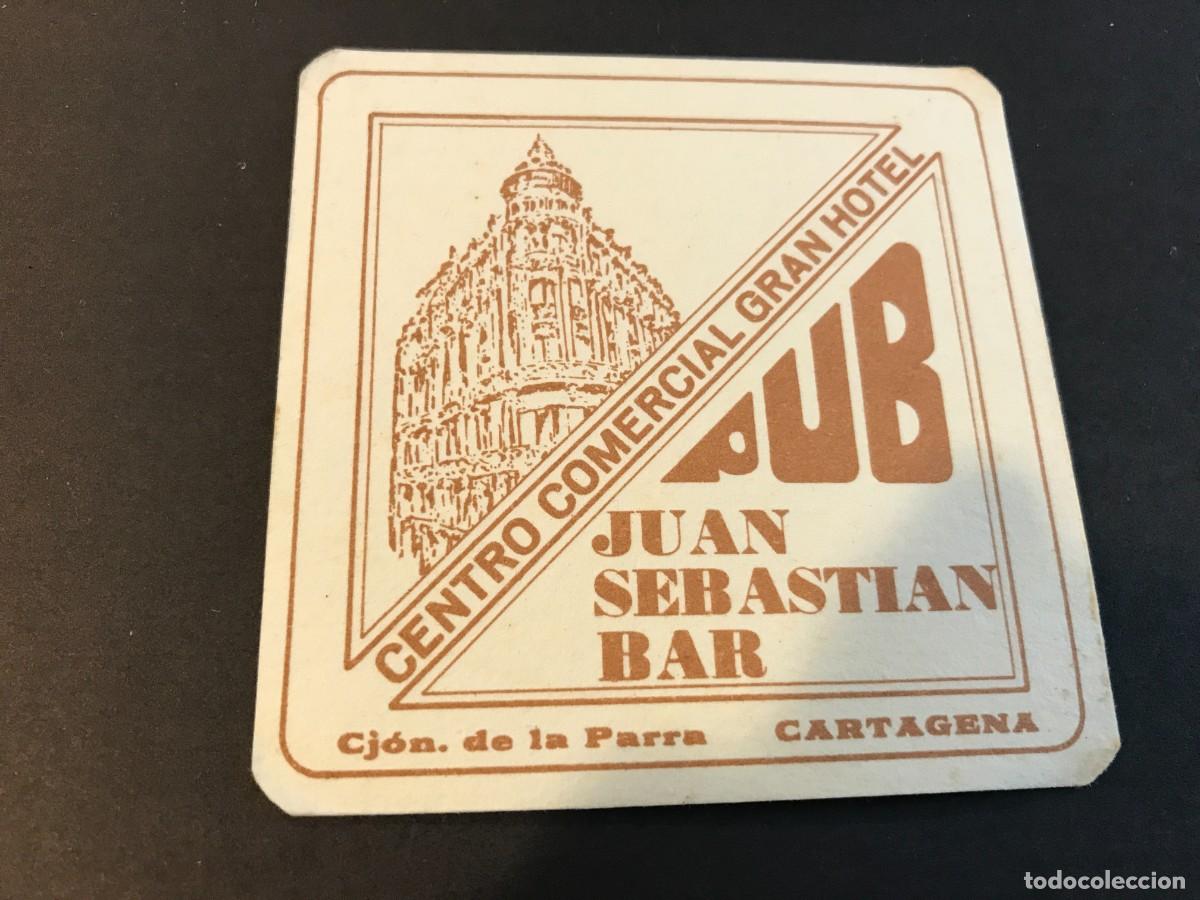 CENTRO COMERCIAL GRAN HOTEL
PUB
JUAN
SEBASTIAN
BAR
Cjón. de la Parra CARTAGENA
todocoleccion